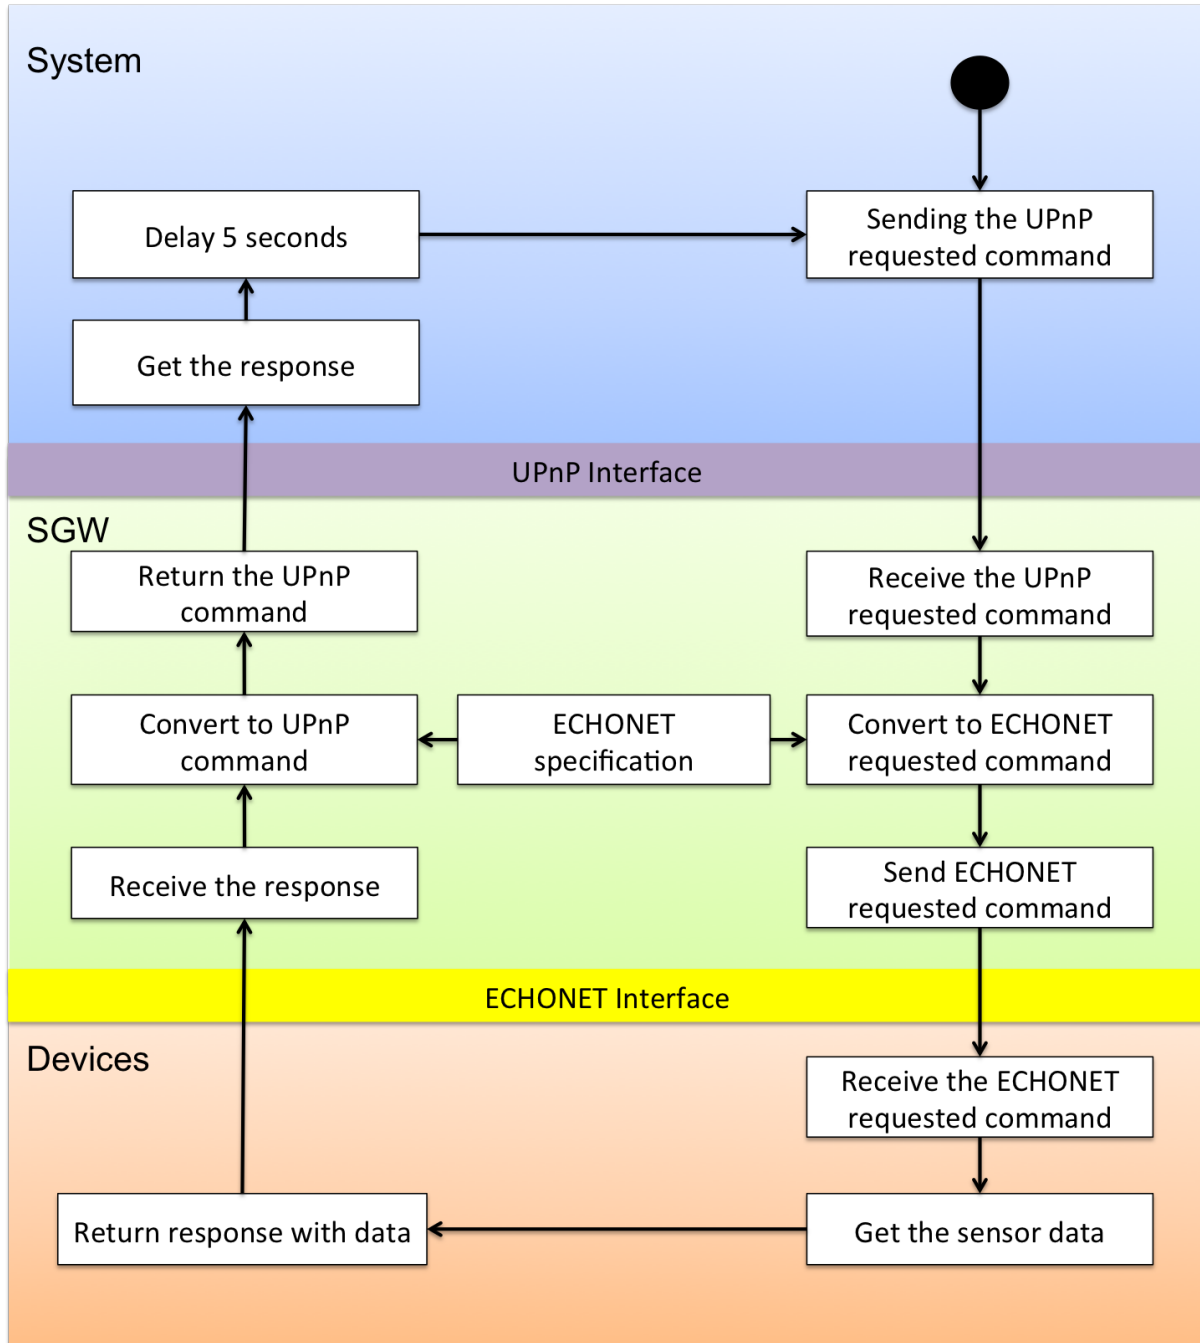 System
Delay 5 seconds
Sending the UPnP
requested command
Get the response
UPnP Interface
SGW
Return the UPnP
command
Receive the UPnP
requested command
Convert to UPnP
command
ECHONET
specification
Convert to ECHONET
requested command
Receive the response
Send ECHONET
requested command
ECHONET Interface
Devices
Receive the ECHONET
requested command
Return response with data
Get the sensor data